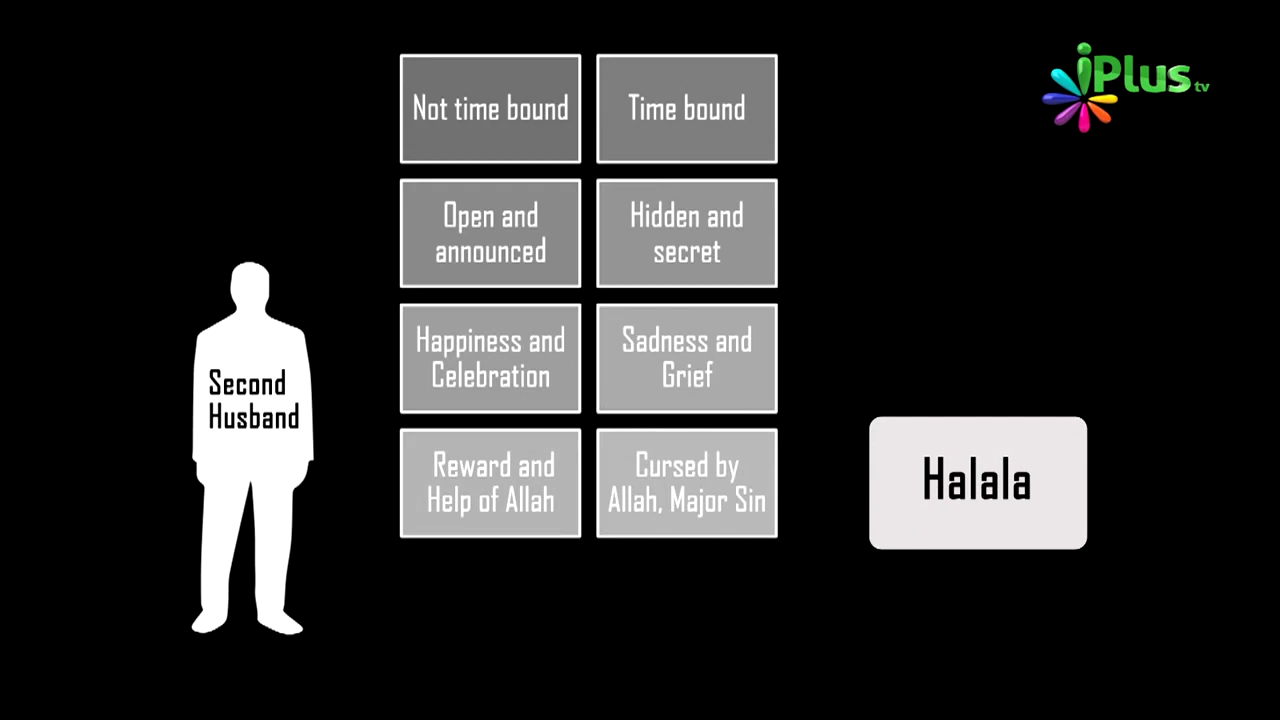 iPlus tv
Not time bound
Time bound
Open and
announced
Hidden and
secret
Happiness and
Celebration
Sadness and
Grief
Second
Husband
Reward and
Help of Allah
Cursed by
Allah, Major Sin
Halala